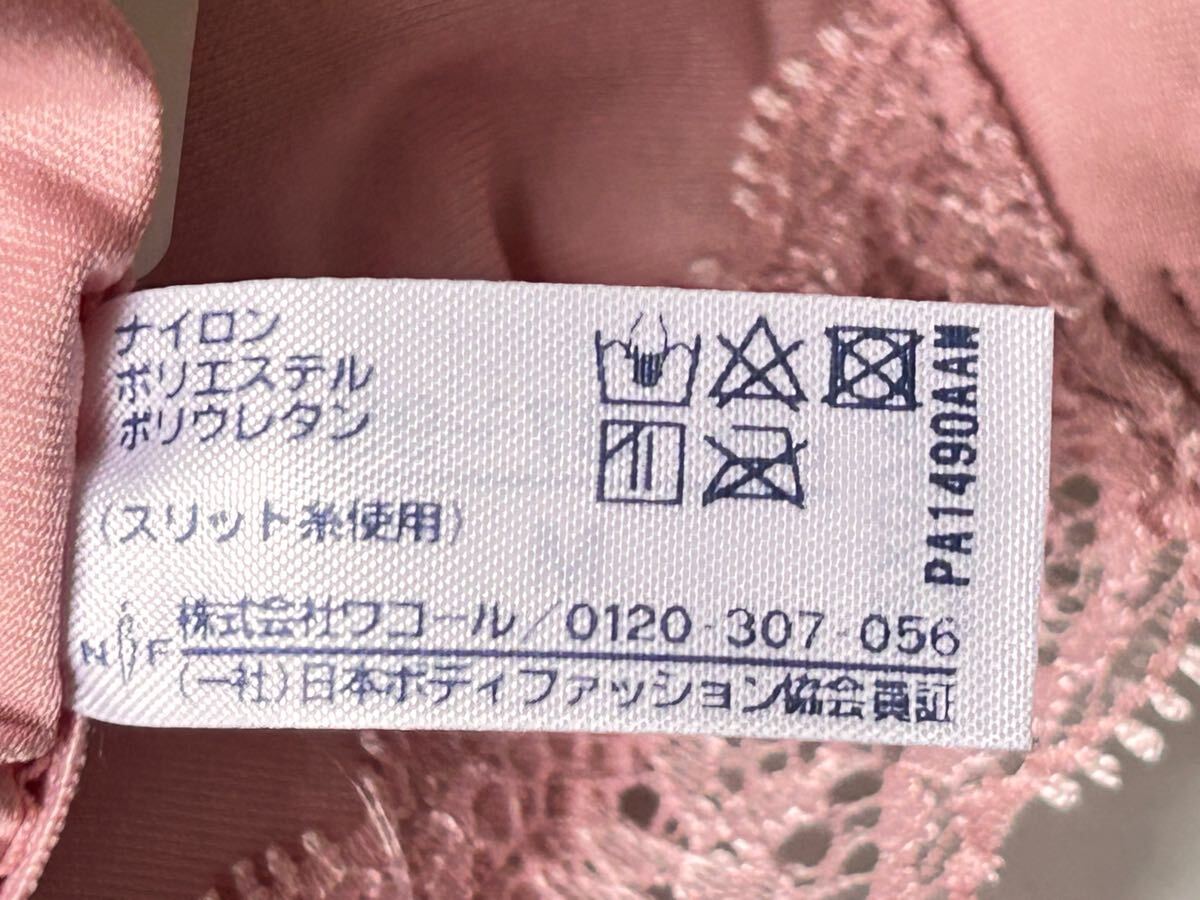 ナイロン
ポリエステル
ポリウレタン
(スリット糸使用)
PA1490AAW
株式会社ワコール/0120-307-056
NBF
(一社)日本ボディファッション協会員証